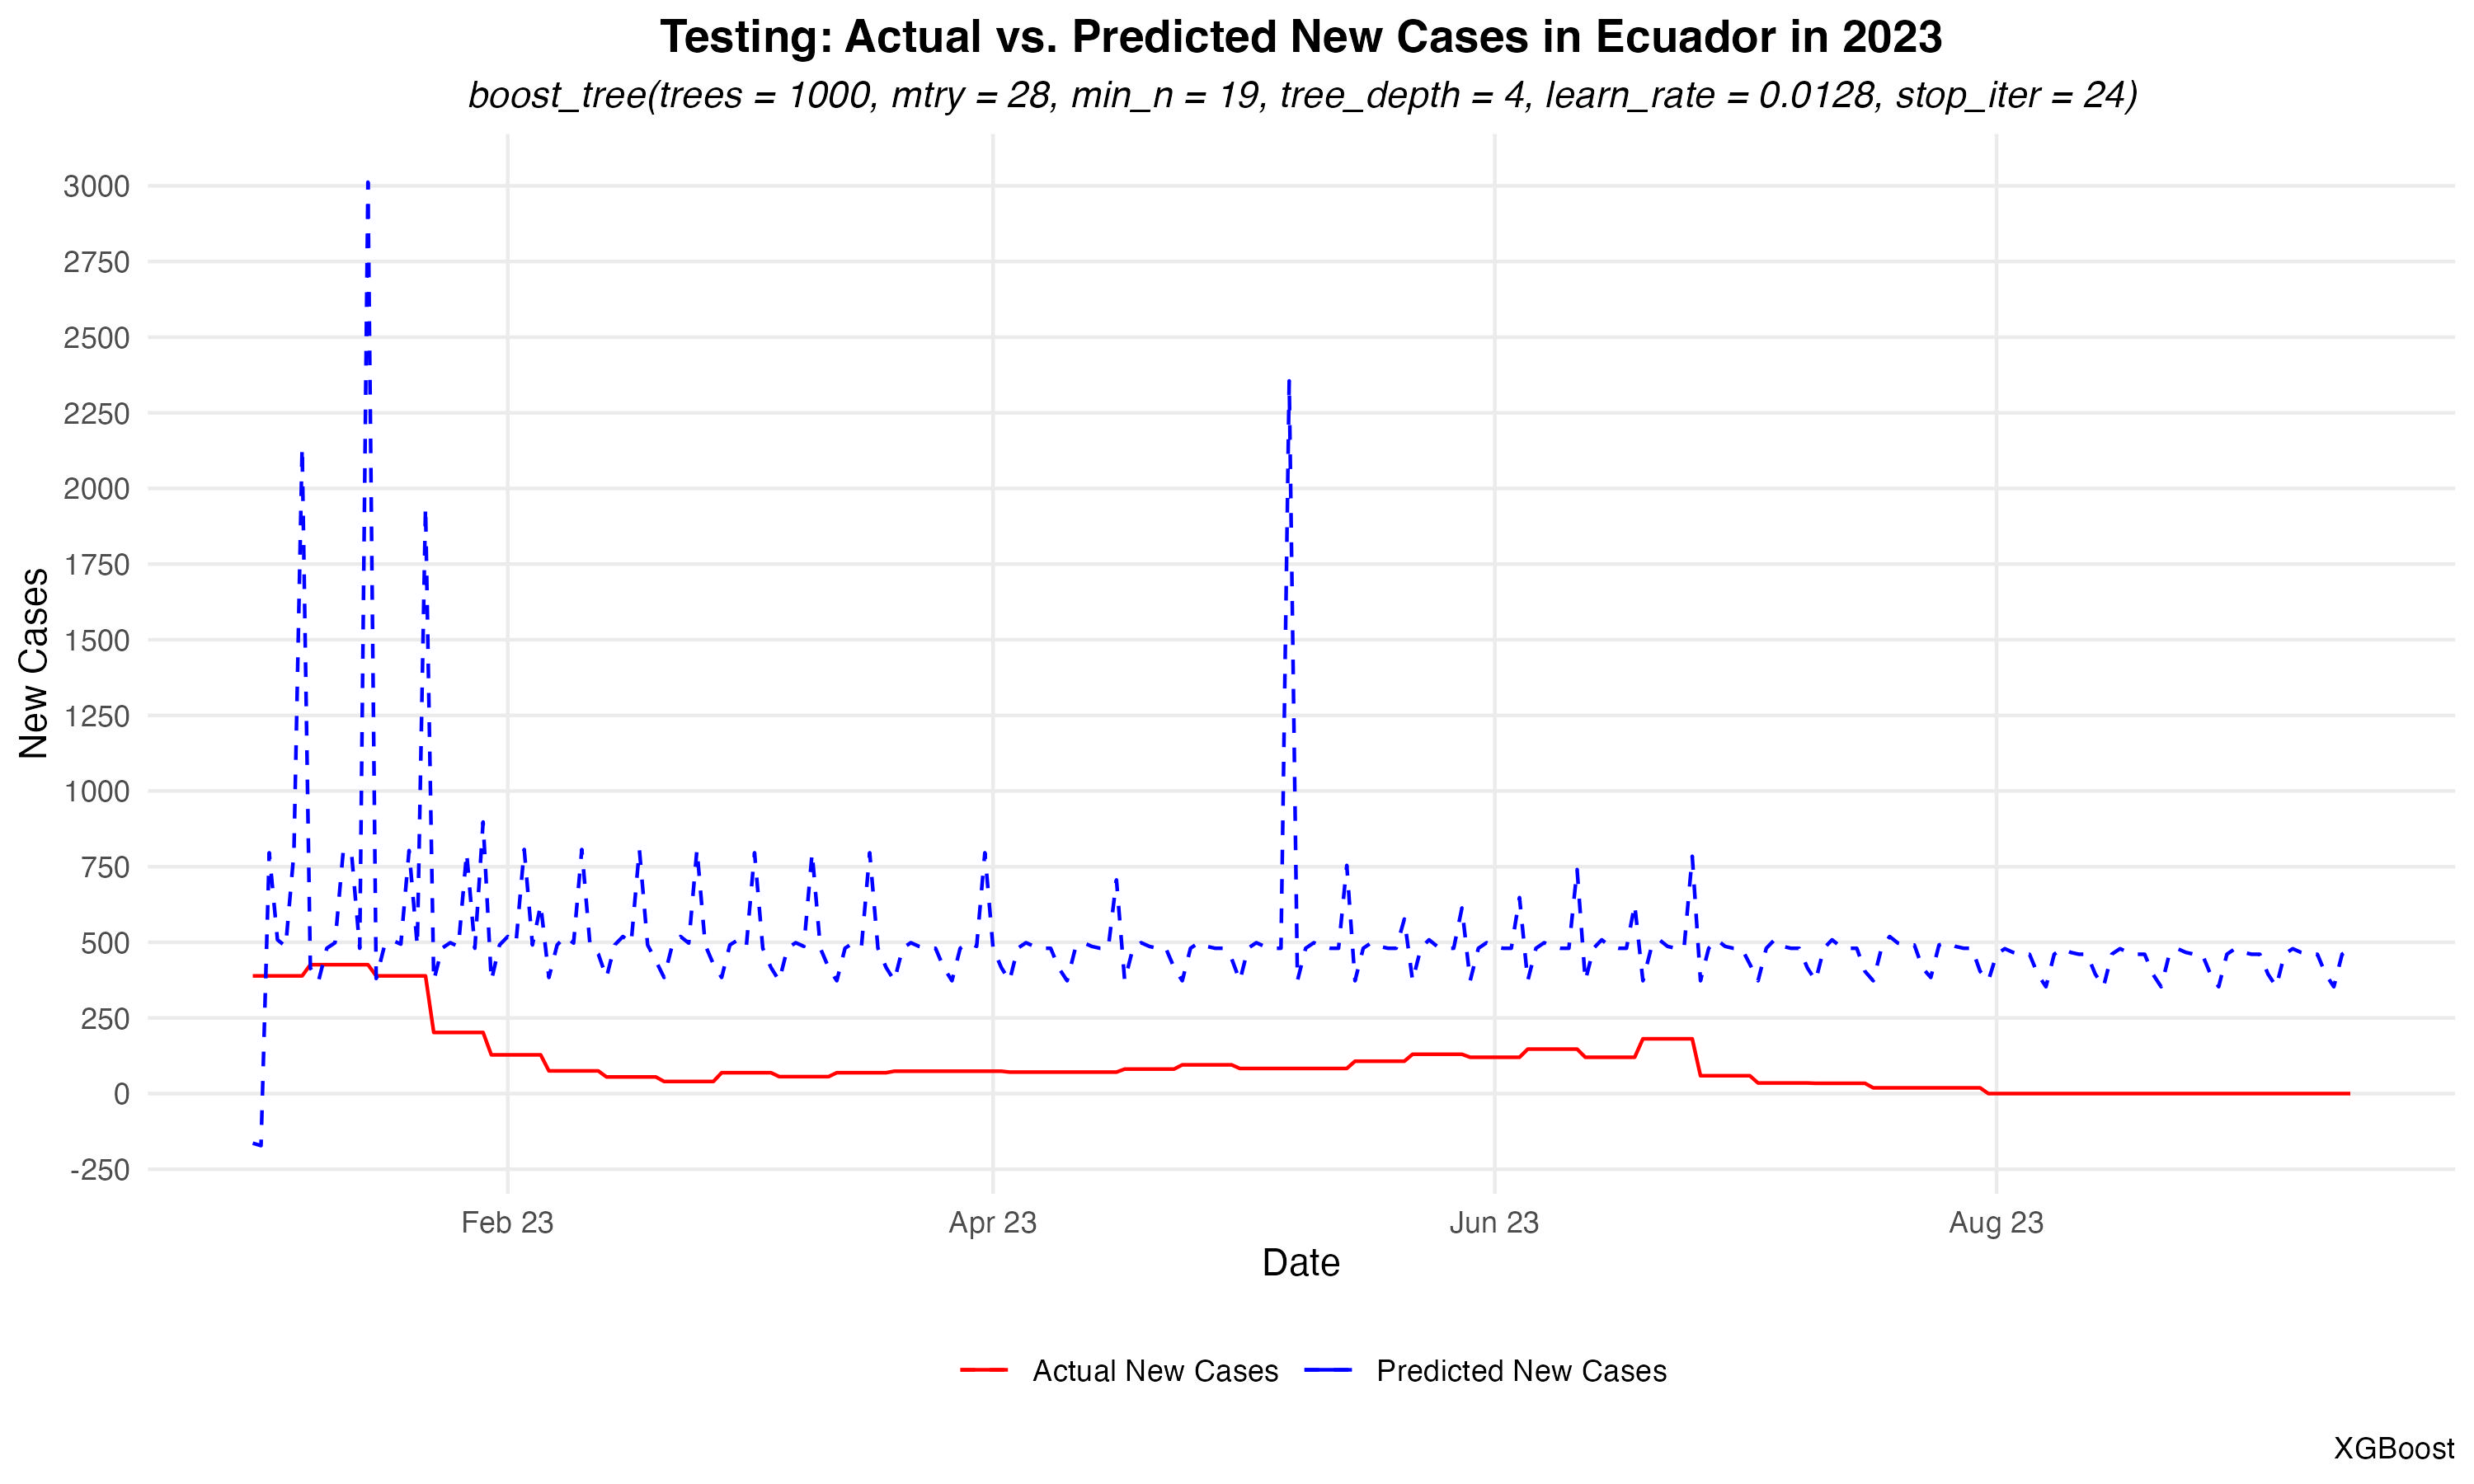 Testing: Actual vs. Predicted New Cases in Ecuador in 2023
boost_tree(trees = 1000, mtry = 28, min_n = 19, tree_depth = 4, learn_rate = 0.0128, stop_iter = 24)
New Cases
3000
2750
2500
2250
2000
1750
1500
1250
1000
750
500
250
0
-250
Feb 23
Apr 23
Jun 23
Aug 23
Date
Actual New Cases
Predicted New Cases
XGBoost